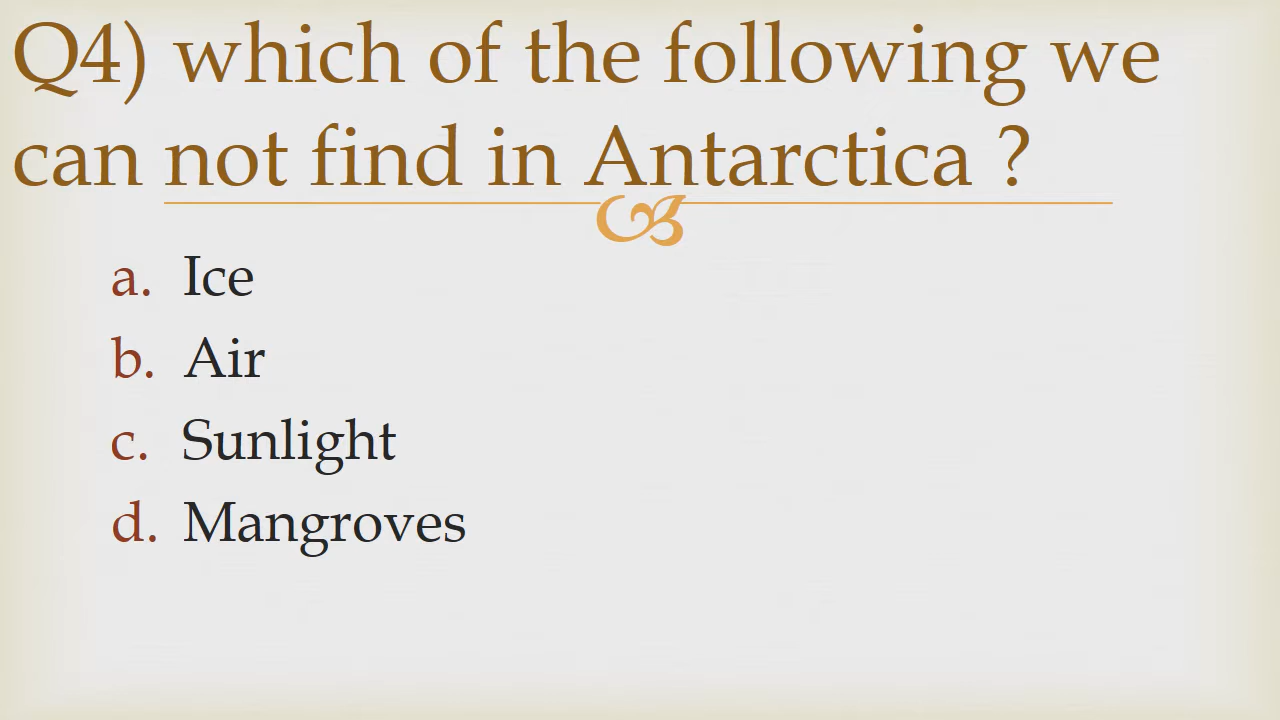 Q4) which of the following we
can not find in Antarctica ?
a. Ice
b. Air
c. Sunlight
d. Mangroves